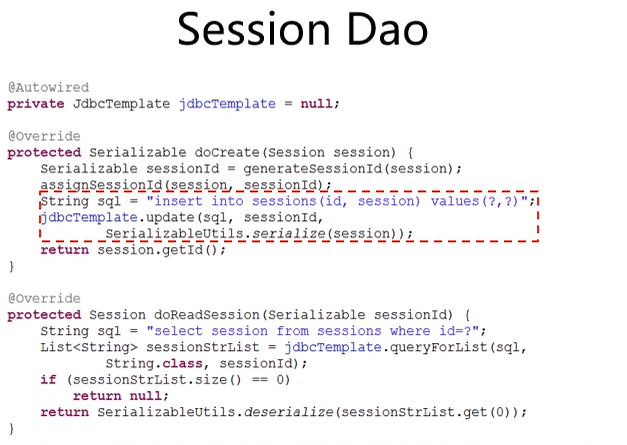 Session Dao
@Autowired
private JdbcTemplate jdbcTemplate = null;
@Override
protected Serializable doCreate(Session session) {
    Serializable sessionId = generateSessionId(session);
    assignSessionId(session, sessionId);
    String sql = "insert into sessions(id, session) values(?,?)";
    jdbcTemplate.update(sql, sessionId,
            SerializableUtils.serialize(session));
    return session.getId();
}
@Override
protected Session doReadSession(Serializable sessionId) {
    String sql = "select session from sessions where id=?";
    List<String> sessionStrList = jdbcTemplate.queryForList(sql,
            String.class, sessionId);
    if (sessionStrList.size() == 0)
        return null;
    return SerializableUtils.deserialize(sessionStrList.get(0));
}